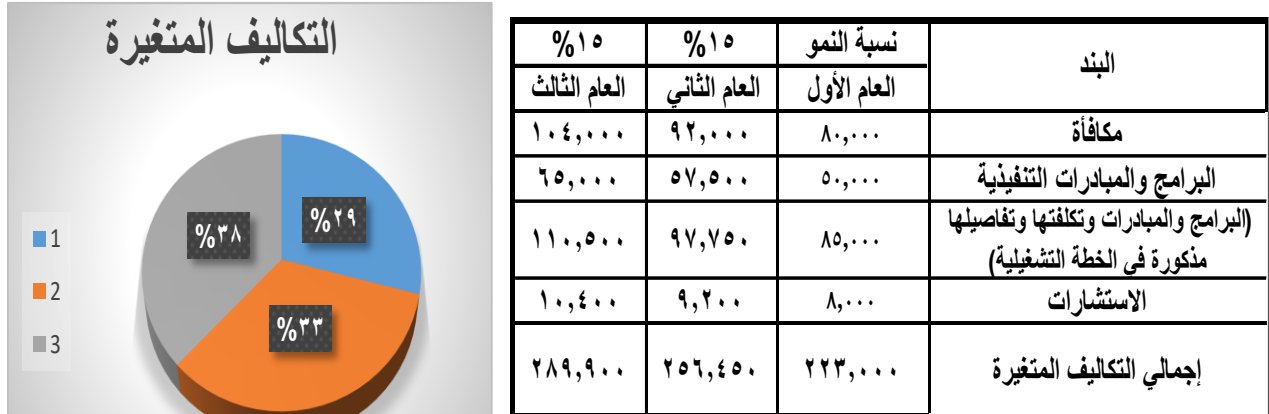 التكاليف المتغيرة
%٢٩
%٣٨
%٣٣
1
2
3
البند نسبة النمو %١٥ %١٥
العام الأول العام الثاني العام الثالث
مكافأة ٨٠,٠٠٠ ٩٢,٠٠٠ ١٠٤,٠٠٠
البرامج والمبادرات التنفيذية ٥٠,٠٠٠ ٥٧,٥٠٠ ٦٥,٠٠٠
(البرامج والمبادرات وتكلفتها وتفاصيلها
مذكورة في الخطة التشغيلية) ٨٥,٠٠٠ ٩٧,٧٥٠ ١١٠,٥٠٠
الاستشارات ٨,٠٠٠ ٩,٢٠٠ ١٠,٤٠٠
إجمالي التكاليف المتغيرة ٢٢٣,٠٠٠ ٢٥٦,٤٥٠ ٢٨٩,٩٠٠